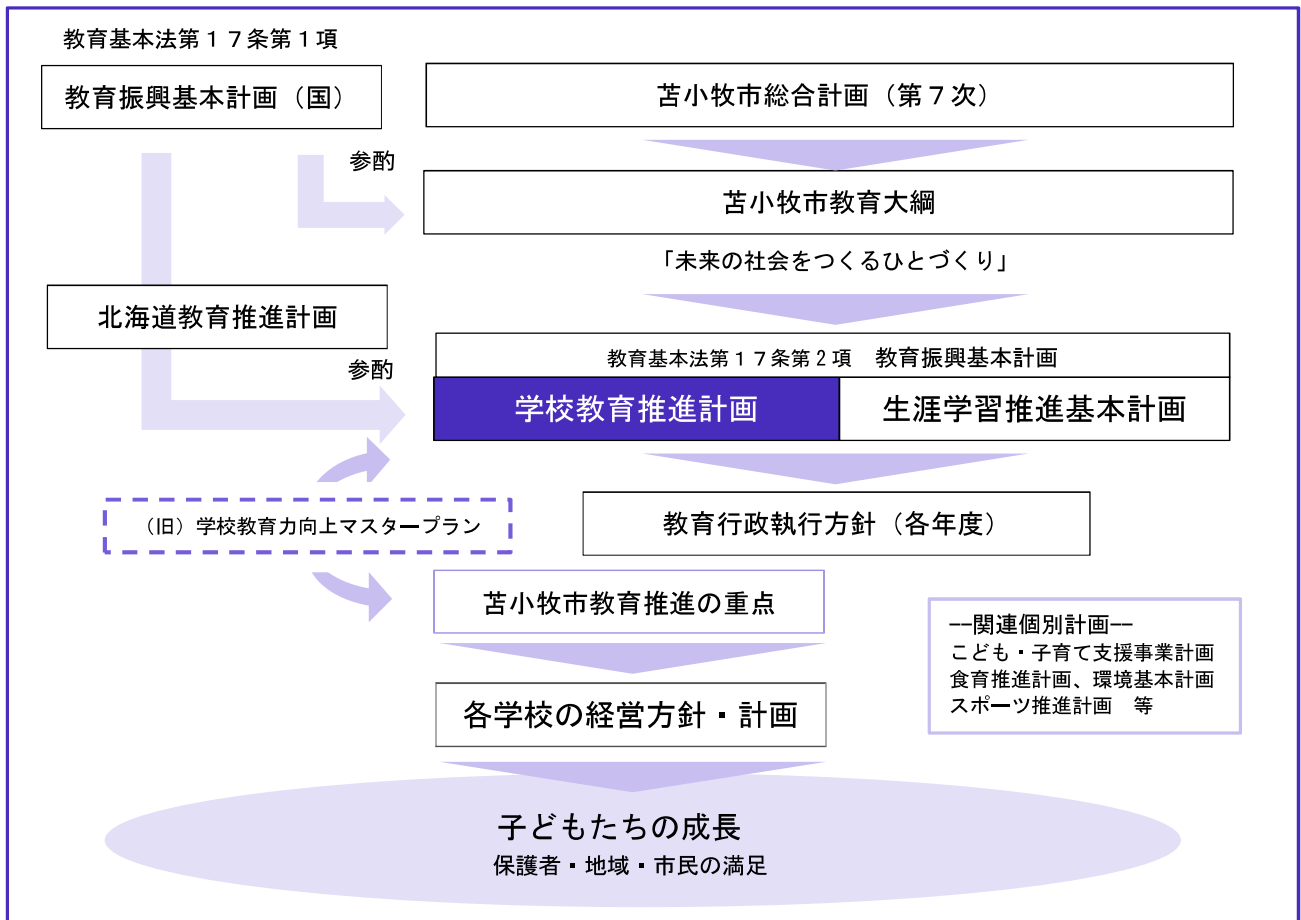 教育基本法第１７条第１項
教育振興基本計画（国）
苫小牧市総合計画（第７次）
参酌
苫小牧市教育大綱
「未来の社会をつくるひとづくり」
北海道教育推進計画
参酌
教育基本法第１７条第２項　教育振興基本計画
学校教育推進計画
生涯学習推進基本計画
（旧）学校教育力向上マスタープラン
教育行政執行方針（各年度）
苫小牧市教育推進の重点
―関連個別計画―
こども・子育て支援事業計画
食育推進計画、環境基本計画
スポーツ推進計画　等
各学校の経営方針・計画
子どもたちの成長
保護者・地域・市民の満足